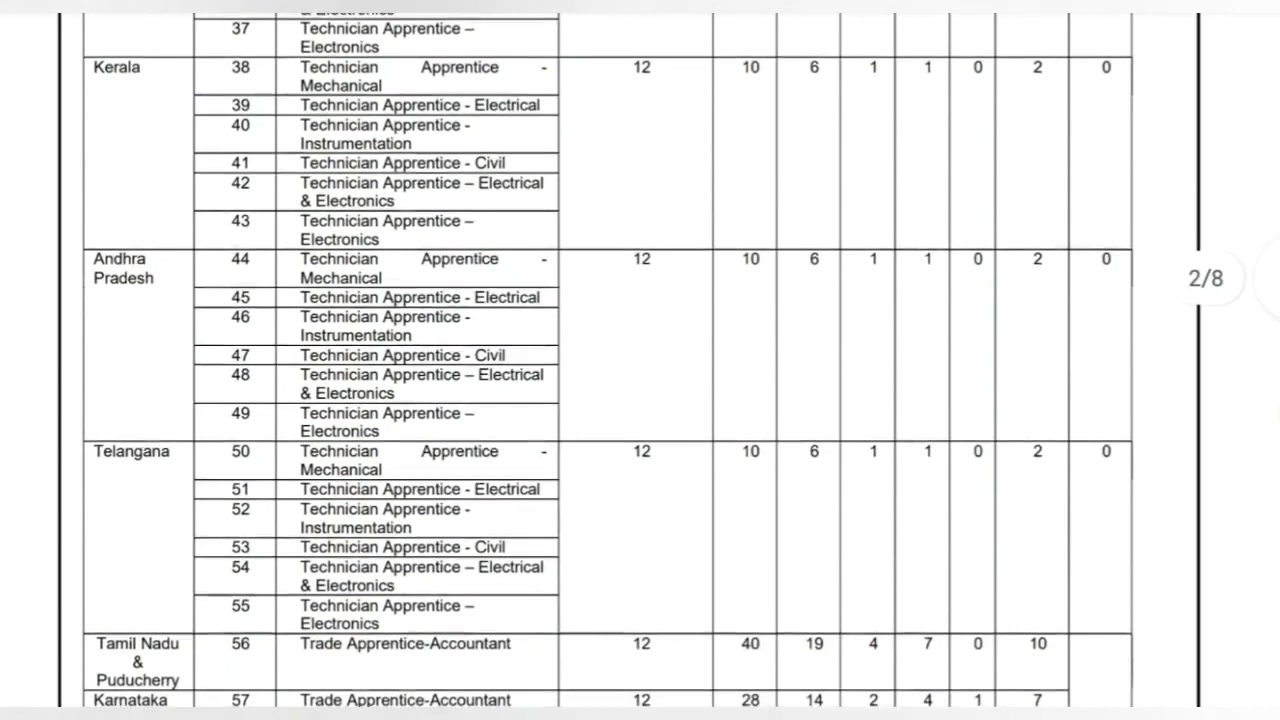 37 Technician Apprentice –
Electronics
Kerala 38 Technician Apprentice - 12 10 6 1 1 0 2 0
Mechanical
39 Technician Apprentice - Electrical
40 Technician Apprentice -
Instrumentation
41 Technician Apprentice - Civil
42 Technician Apprentice – Electrical
& Electronics
43 Technician Apprentice –
Electronics
Andhra 44 Technician Apprentice - 12 10 6 1 1 0 2 0
Pradesh Mechanical
45 Technician Apprentice - Electrical
46 Technician Apprentice -
Instrumentation
47 Technician Apprentice - Civil
48 Technician Apprentice – Electrical
& Electronics
49 Technician Apprentice –
Electronics
Telangana 50 Technician Apprentice - 12 10 6 1 1 0 2 0
Mechanical
51 Technician Apprentice - Electrical
52 Technician Apprentice -
Instrumentation
53 Technician Apprentice - Civil
54 Technician Apprentice – Electrical
& Electronics
55 Technician Apprentice –
Electronics
Tamil Nadu 56 Trade Apprentice-Accountant 12 40 19 4 7 0 10
&
Puducherry
Karnataka 57 Trade Apprentice-Accountant 12 28 14 2 4 1 7
2/8